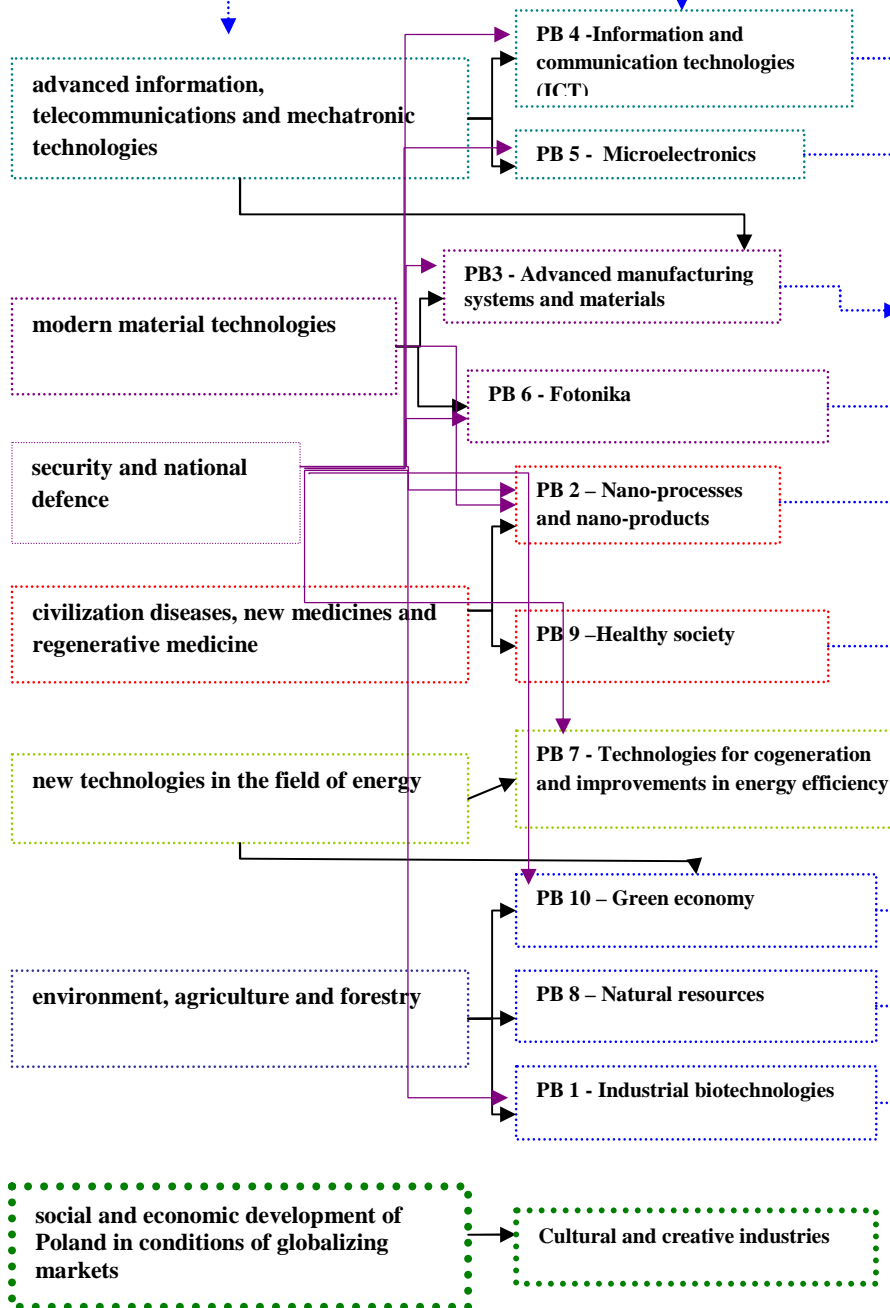 PB 4 -Information and
communication technologies
(ICT)
advanced information,
telecommunications and mechatronic
technologies
PB 5 -  Microelectronics
PB3 - Advanced manufacturing
systems and materials
modern material technologies
PB 6 - Fotonika
security and national
defence
PB 2 – Nano-processes
and nano-products
civilization diseases, new medicines and
regenerative medicine
PB 9 –Healthy society
new technologies in the field of energy
PB 7 - Technologies for cogeneration
and improvements in energy efficiency
PB 10 – Green economy
environment, agriculture and forestry
PB 8 – Natural resources
PB 1 - Industrial biotechnologies
social and economic development of
Poland in conditions of globalizing
markets
Cultural and creative industries